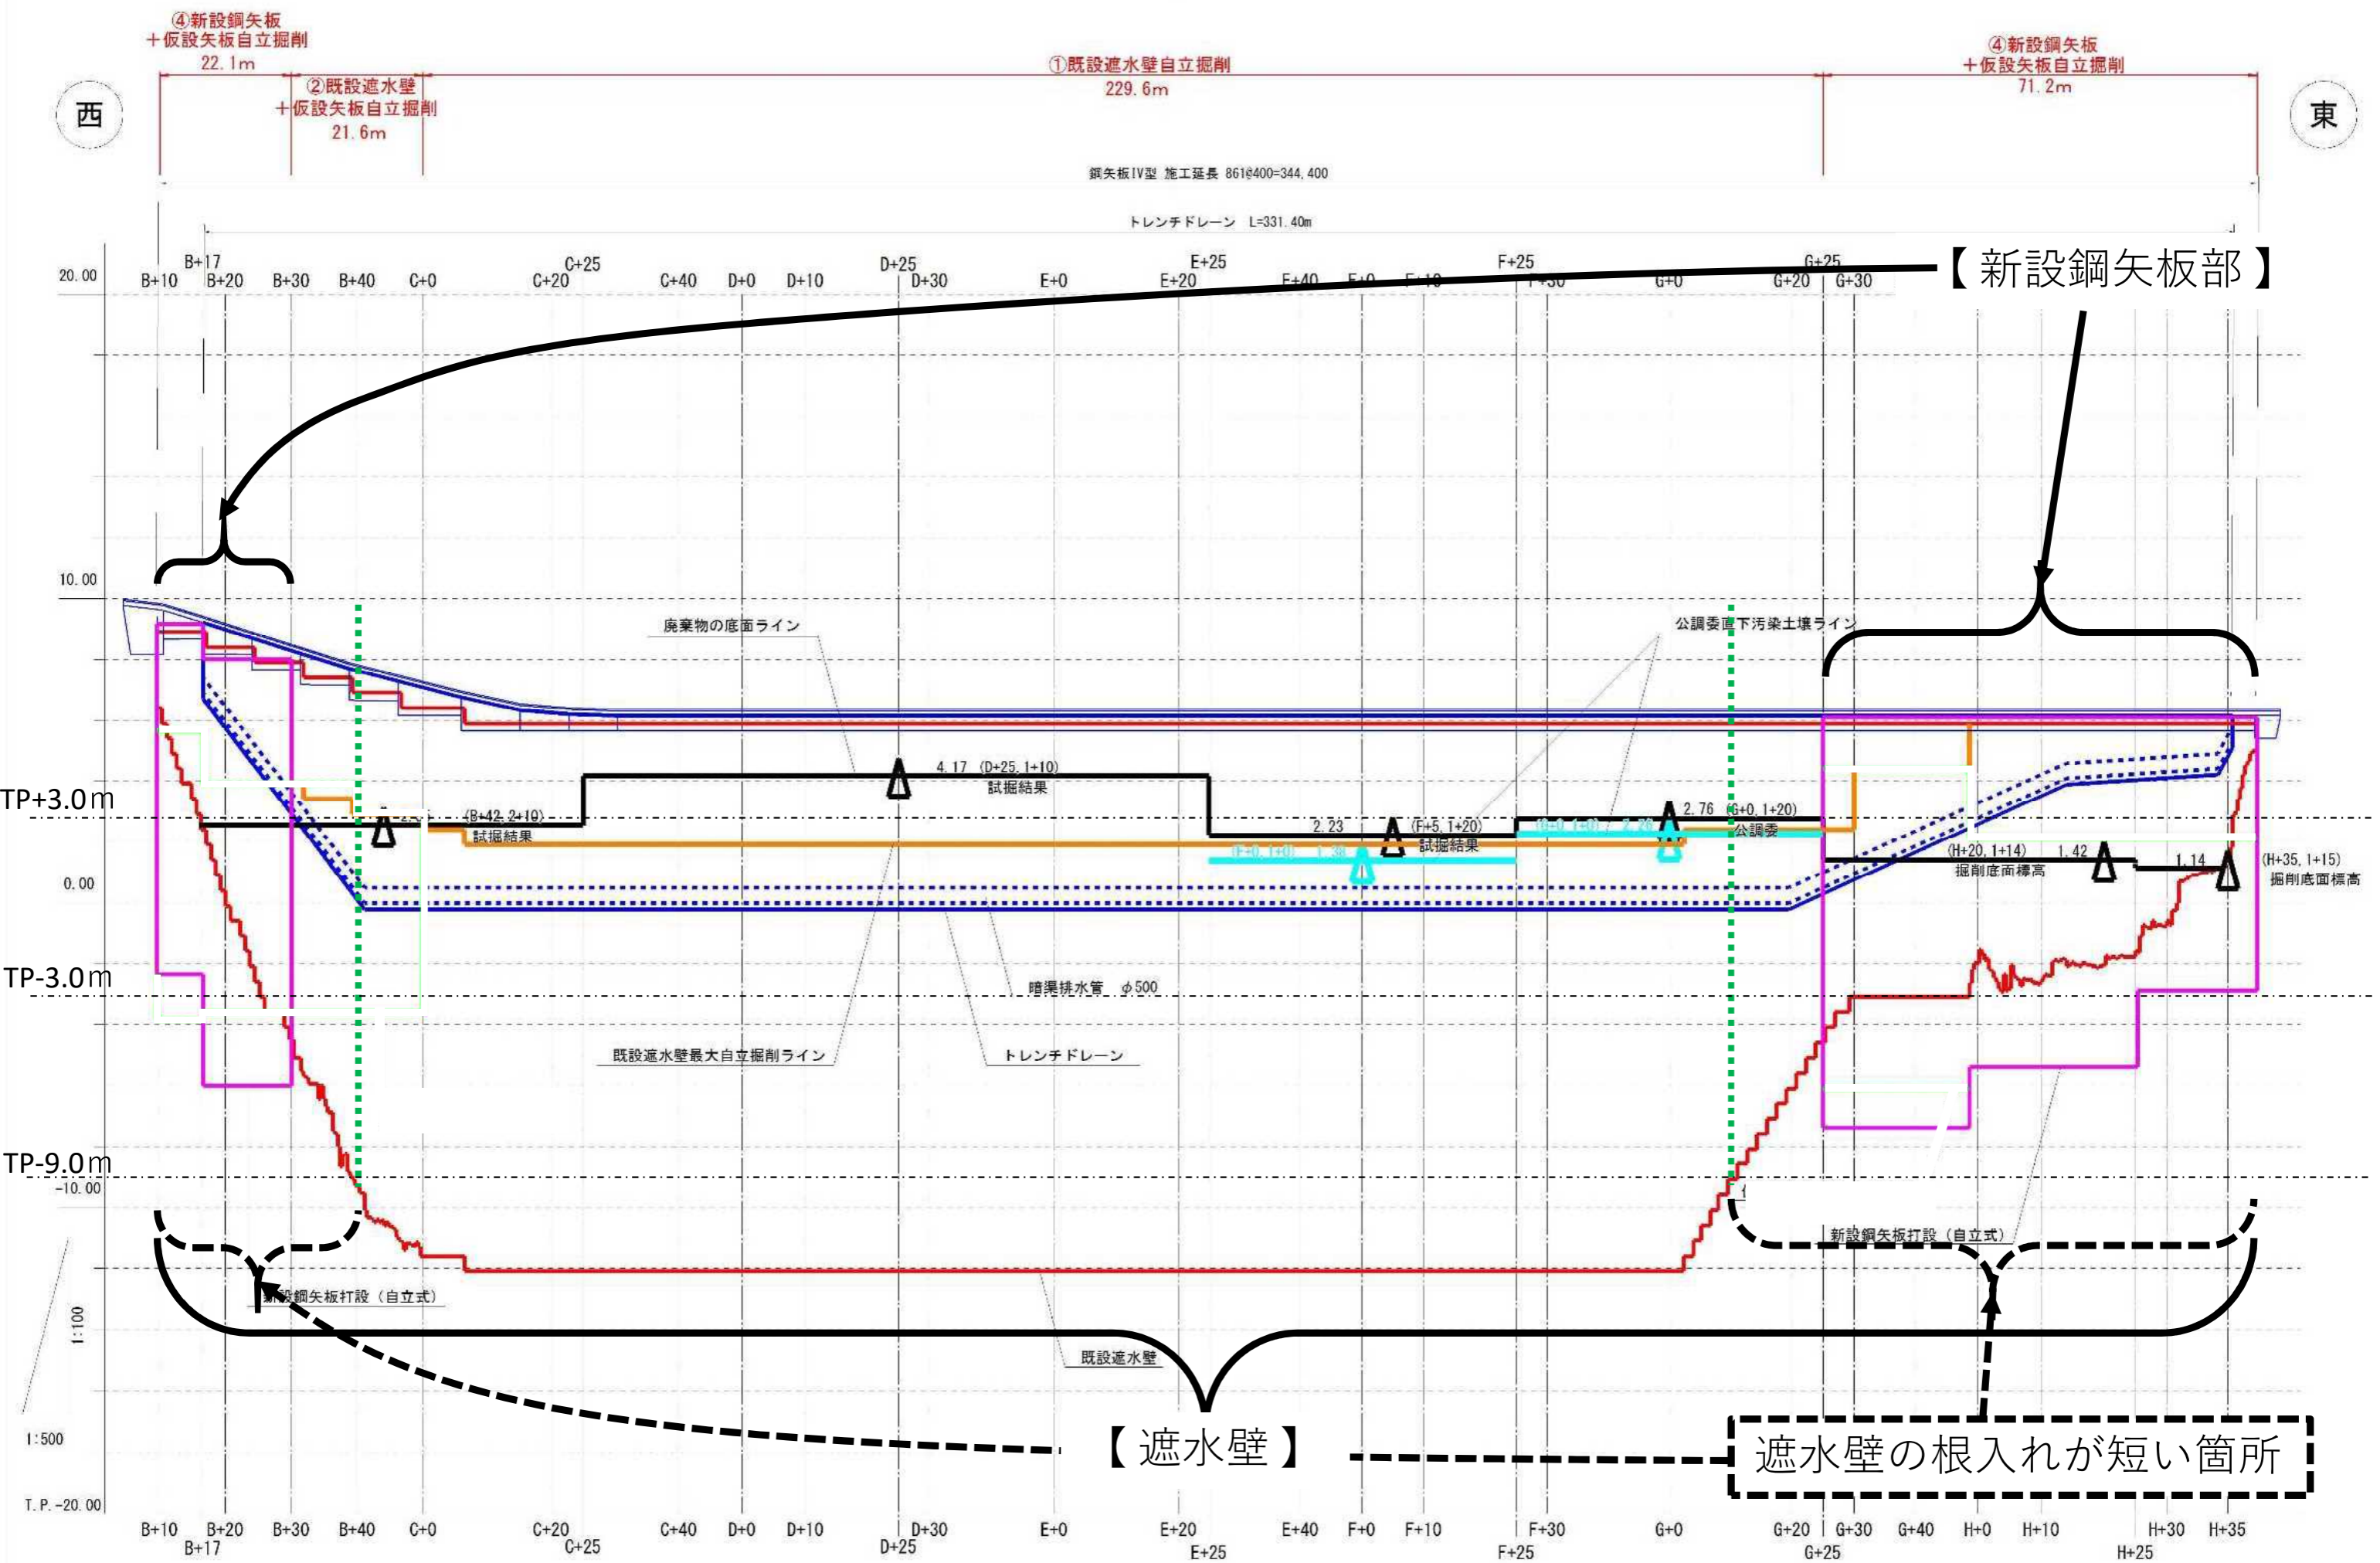 ④新設鋼矢板
＋仮設矢板自立掘削
22.1m
②既設遮水壁
＋仮設矢板自立掘削
21.6m
①既設遮水壁自立掘削
229.6m
④新設鋼矢板
＋仮設矢板自立掘削
71.2m
西
東
鋼矢板IV型 施工延長 861@400=344,400
トレンチドレーン L=331.40m
【 新設鋼矢板部 】
B+17 C+25 D+25 E+25 F+25 G+25
B+10 B+20 B+30 B+40 C+0 C+20 C+40 D+0 D+10 D+30 E+0 E+20 E+40 F+0 F+10 F+30 G+0 G+20 G+30
20.00
10.00
廃棄物の底面ライン
公調委直下汚染土壌ライン
4.17 (D+25,1+10)
試掘結果
TP+3.0m
(B+42,2+10)
試掘結果
2.23 (F+5,1+20)
試掘結果
2.76 (G+0,1+20)
公調委
(F+0,1+0) 1.38
(H+20,1+14) 1.42
掘削底面標高
1.14 (H+35,1+15)
掘削底面標高
0.00
TP-3.0m
暗渠排水管 φ500
既設遮水壁最大自立掘削ライン
トレンチドレーン
TP-9.0m
-10.00
新設鋼矢板打設（自立式）
新設鋼矢板打設（自立式）
1:100
既設遮水壁
【 遮水壁 】
遮水壁の根入れが短い箇所
1:500
T.P.-20.00
B+10 B+20 B+30 B+40 C+0 C+20 C+40 D+0 D+10 D+30 E+0 E+20 E+40 F+0 F+10 F+30 G+0 G+20 G+30 G+40 H+0 H+10 H+30 H+35
B+17 C+25 D+25 E+25 F+25 G+25 H+25